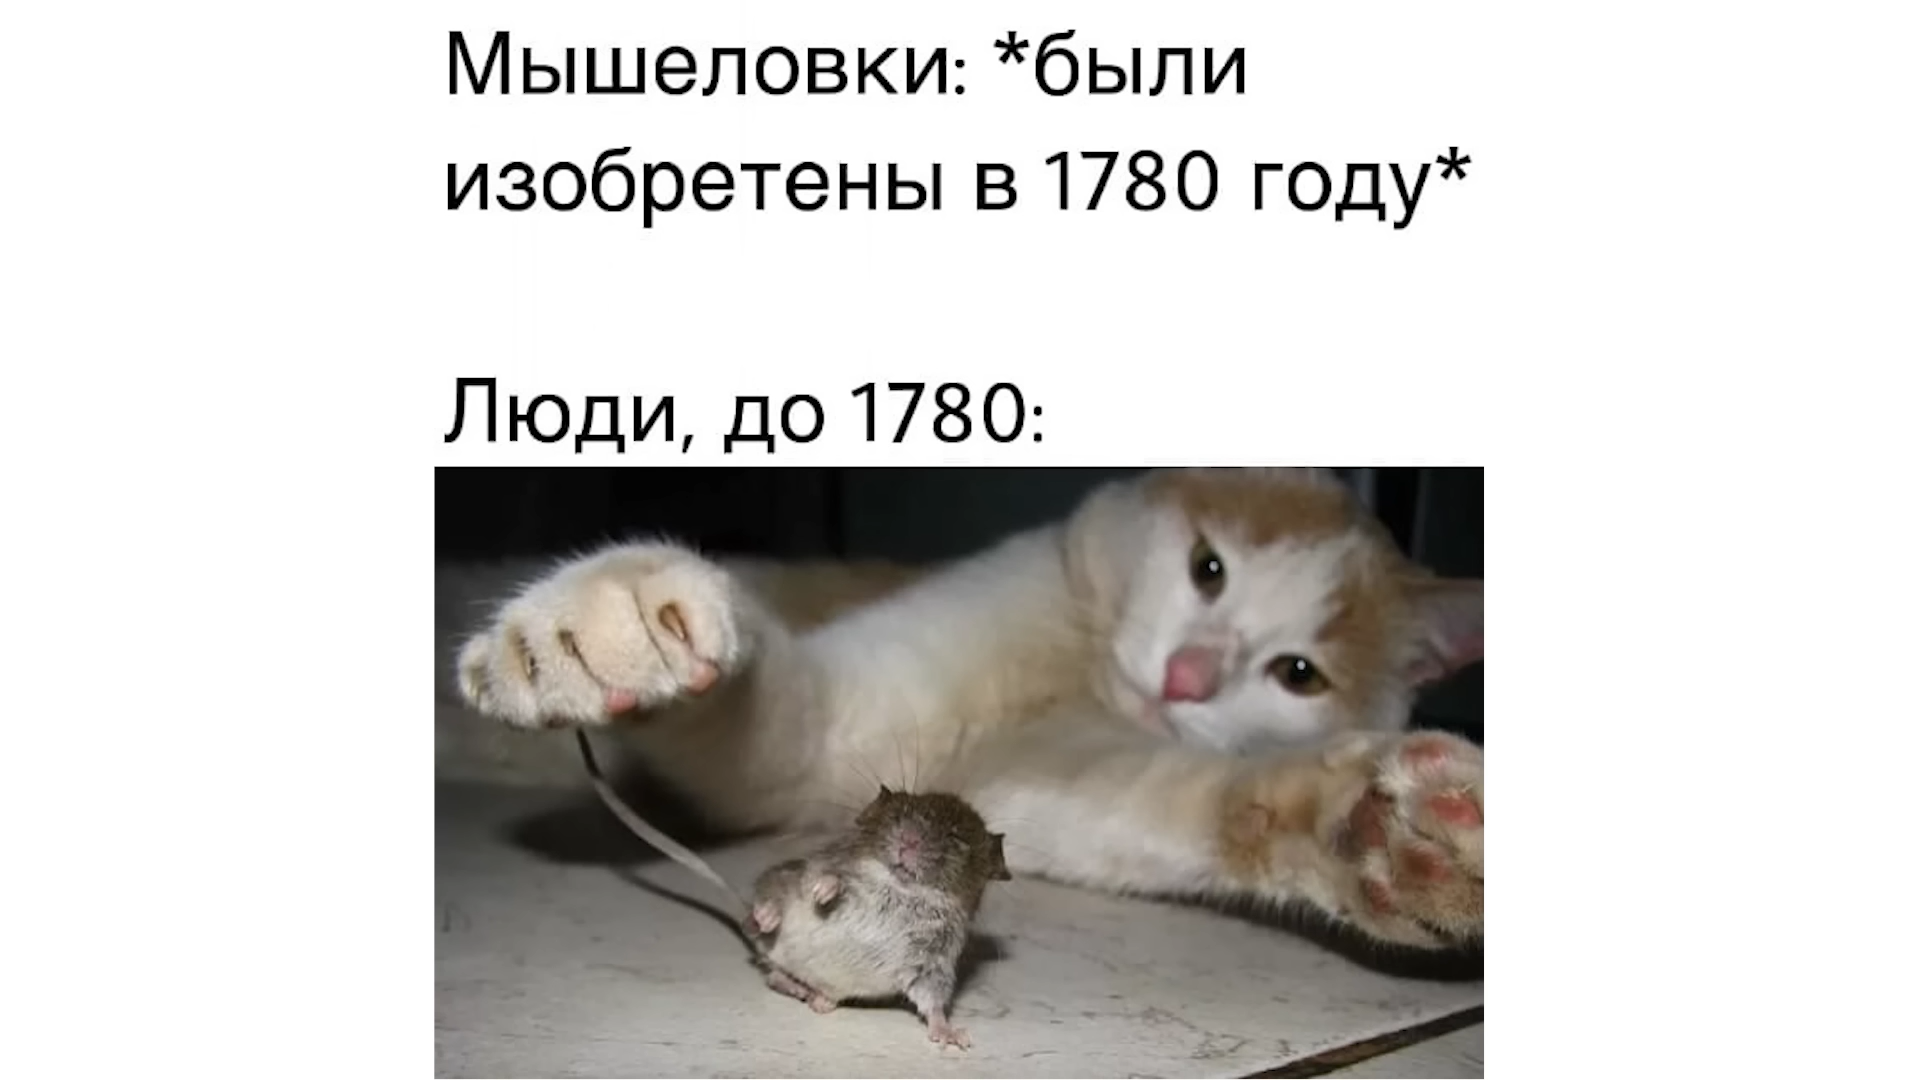 Мышеловки: *были
изобретены в 1780 году*
Люди, до 1780: